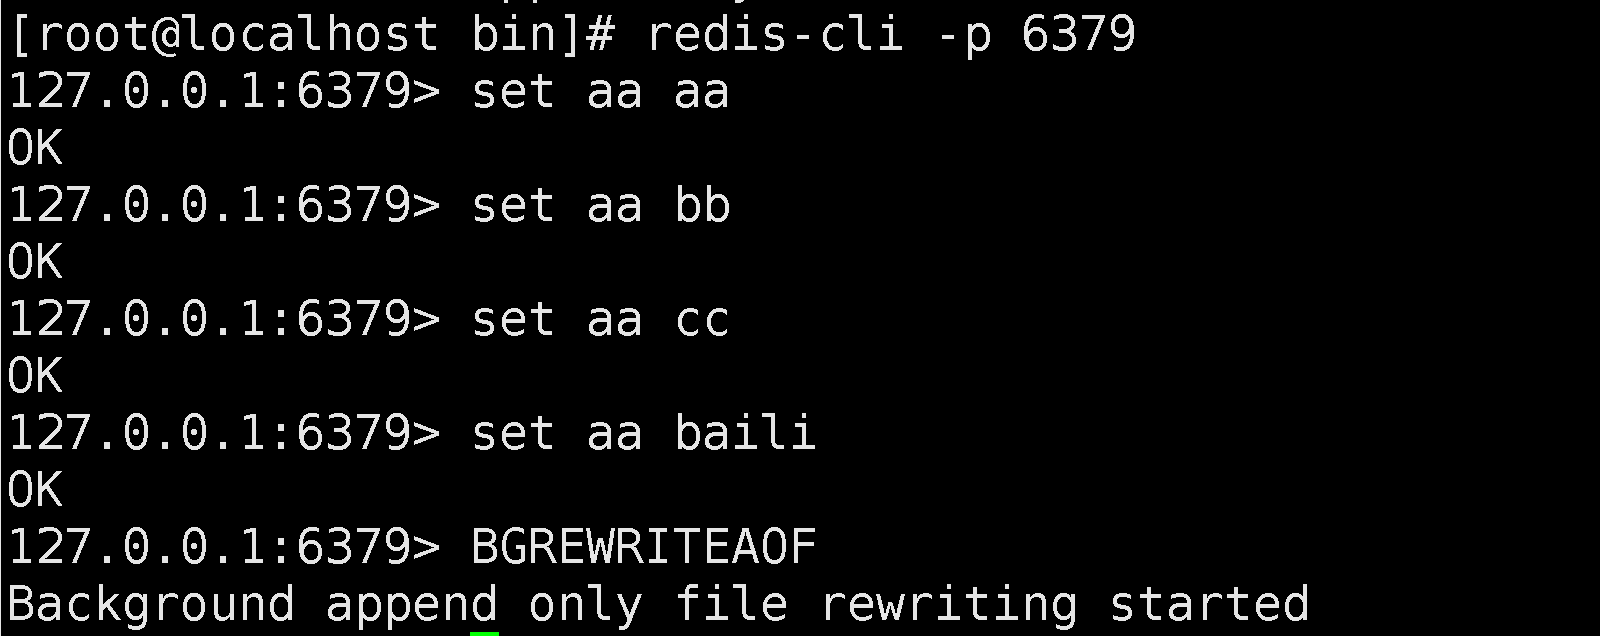 [root@localhost bin]# redis-cli -p 6379
127.0.0.1:6379> set aa aa
OK
127.0.0.1:6379> set aa bb
OK
127.0.0.1:6379> set aa cc
OK
127.0.0.1:6379> set aa baili
OK
127.0.0.1:6379> BGREWRITEAOF
Background append only file rewriting started